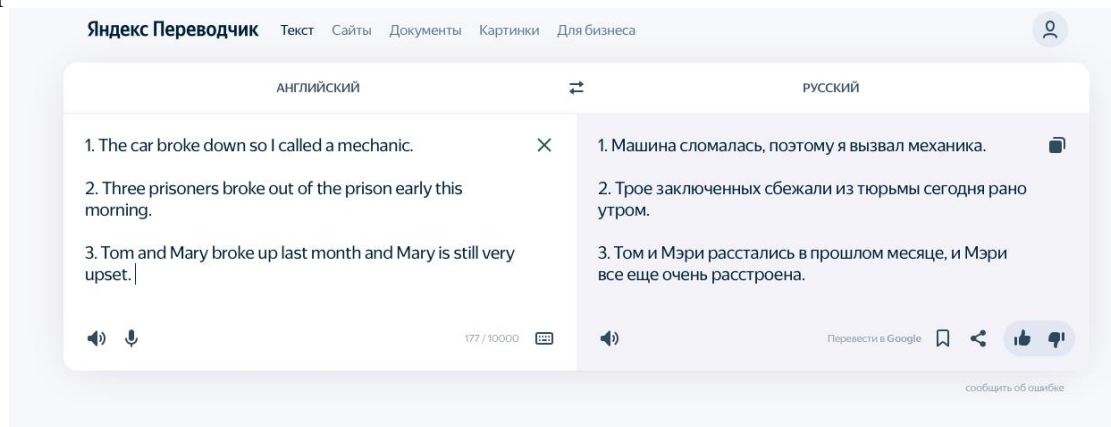 Яндекс Переводчик Текст Сайты Документы Картинки Для бизнеса
АНГЛИЙСКИЙ
РУССКИЙ
1. The car broke down so I called a mechanic.
2. Three prisoners broke out of the prison early this
morning.
3. Tom and Mary broke up last month and Mary is still very
upset.
177 / 10000
1. Машина сломалась, поэтому я вызвал механика.
2. Трое заключенных сбежали из тюрьмы сегодня рано
утром.
3. Том и Мэри расстались в прошлом месяце, и Мэри
все еще очень расстроена.
Перевести в Google
сообщить об ошибке